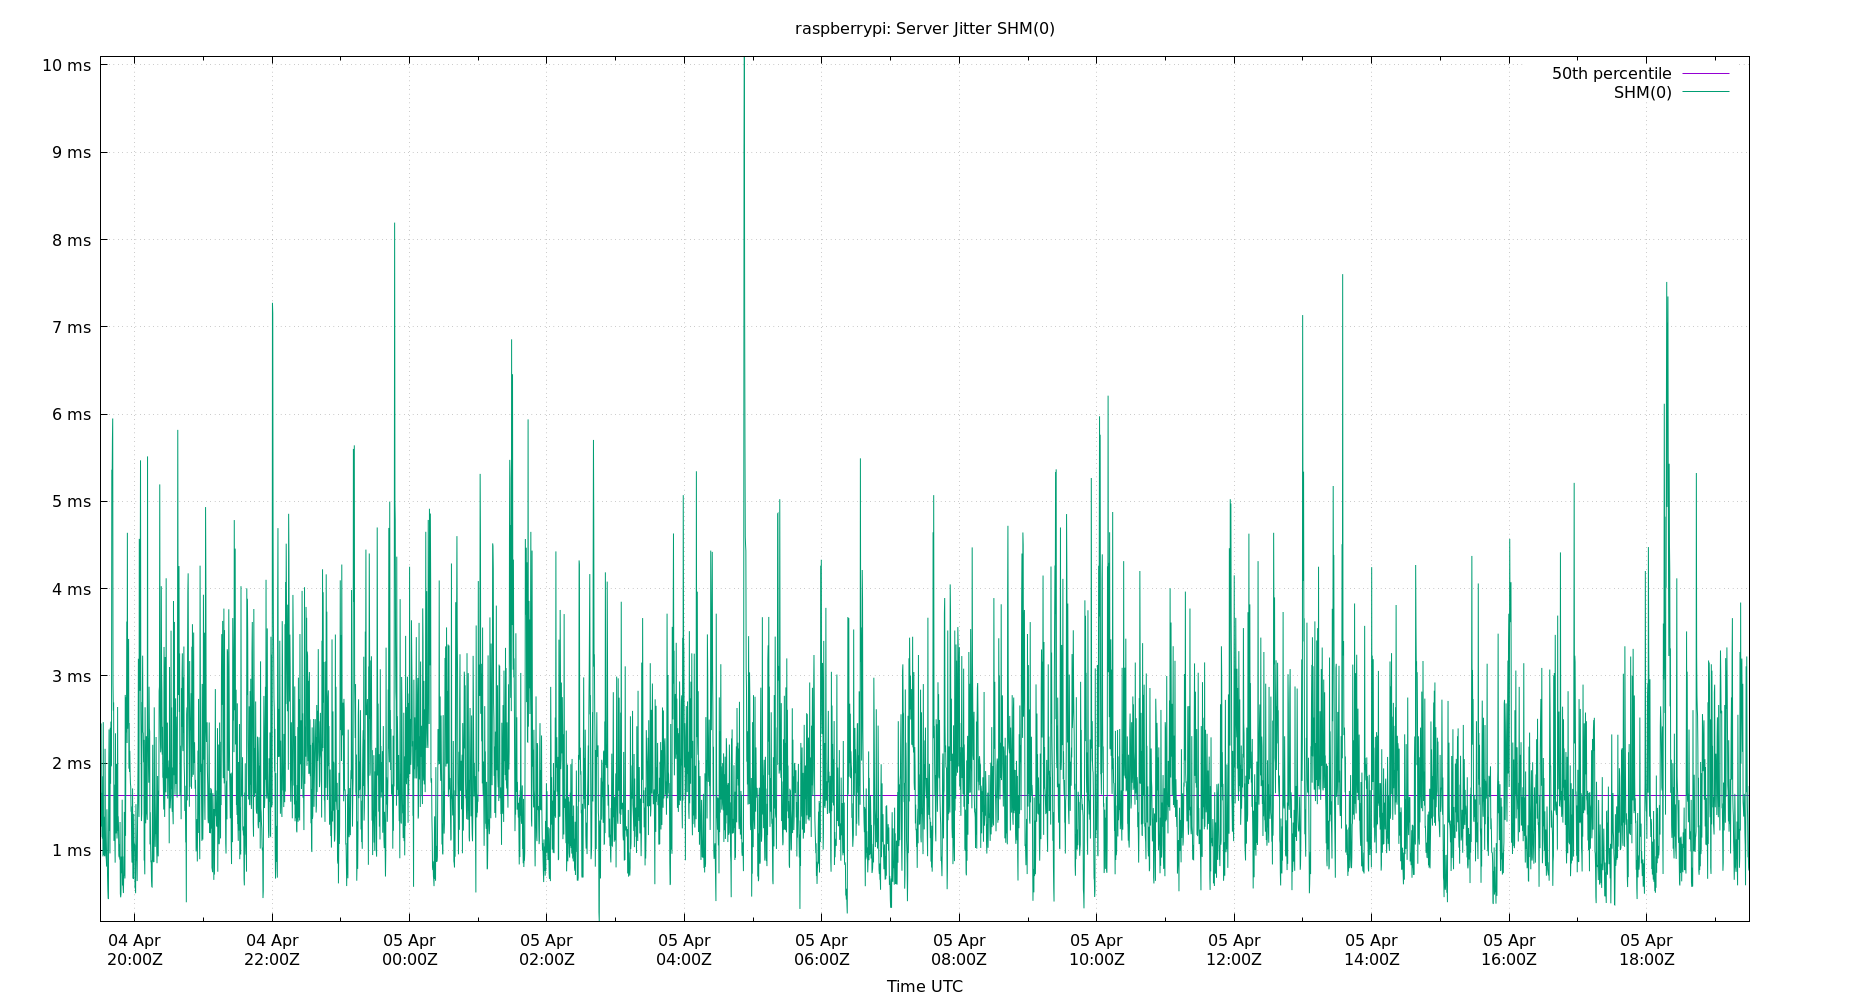 raspberrypi: Server Jitter SHM(0)
10 ms
9 ms
8 ms
7 ms
6 ms
5 ms
4 ms
3 ms
2 ms
1 ms
50th percentile
SHM(0)
04 Apr 04 Apr 05 Apr 05 Apr 05 Apr 05 Apr 05 Apr 05 Apr 05 Apr 05 Apr 05 Apr 05 Apr
20:00Z 22:00Z 00:00Z 02:00Z 04:00Z 06:00Z 08:00Z 10:00Z 12:00Z 14:00Z 16:00Z 18:00Z
Time UTC